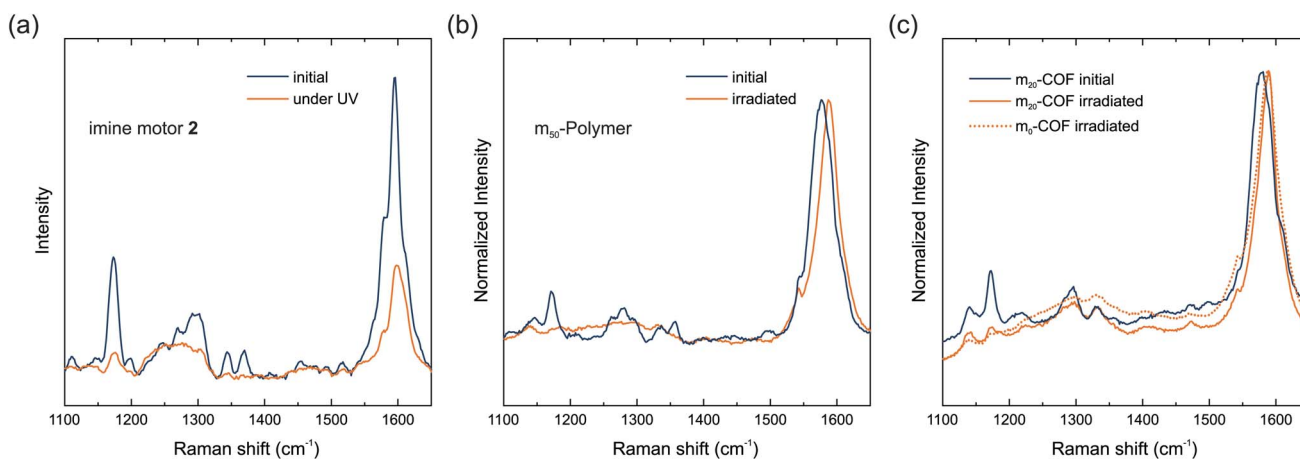 (a)
Intensity
initial
under UV
imine motor 2
1100 1200 1300 1400 1500 1600
Raman shift (cm⁻¹)
(b)
Normalized Intensity
initial
irradiated
m₅₀-Polymer
1100 1200 1300 1400 1500 1600
Raman shift (cm⁻¹)
(c)
Normalized Intensity
m₂₀-COF initial
m₂₀-COF irradiated
m₀-COF irradiated
1100 1200 1300 1400 1500 1600
Raman shift (cm⁻¹)